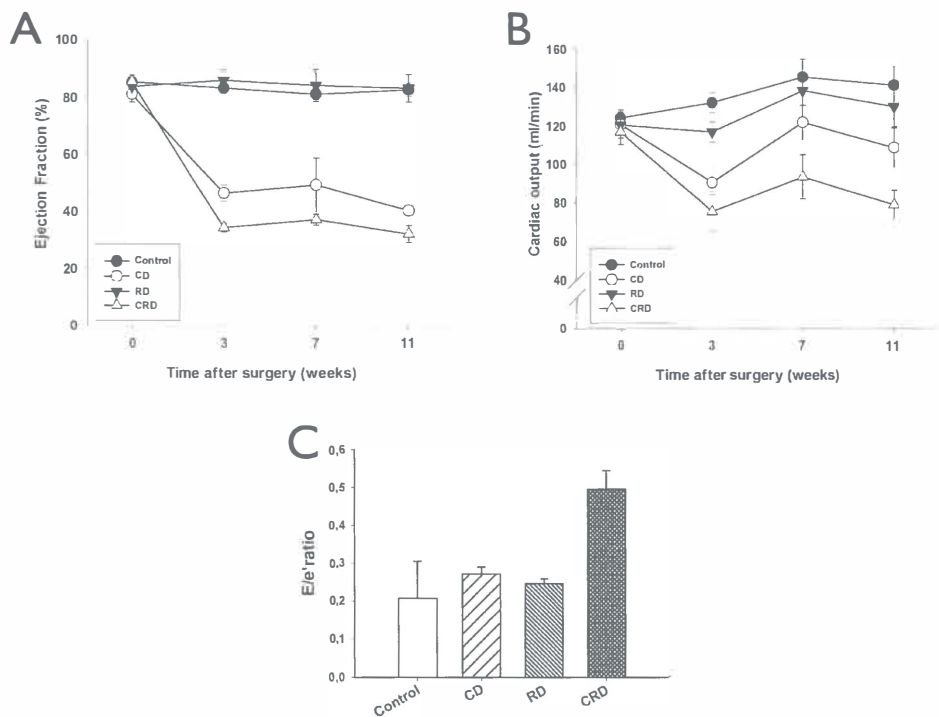 A
Ejection Fraction (%)
100
80
60
40
20
0
Control
CD
RD
CRD
0 3 7 11
Time after surgery (weeks)
B
Cardiac output (ml/min)
160
140
120
100
80
60
40
0
Control
CD
RD
CRD
0 3 7 11
Time after surgery (weeks)
C
E/e' ratio
0,6
0,5
0,4
0,3
0,2
0,1
0,0
Control CD RD CRD